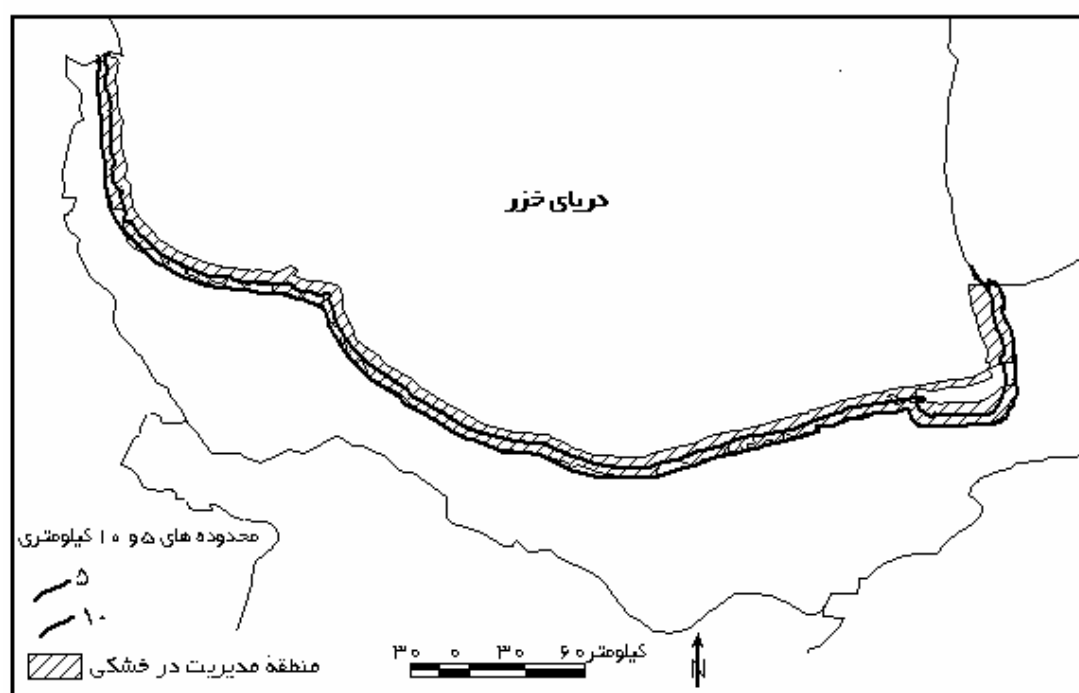 دریای خزر
محدوده های ۵ و ۱۰ کیلومتری
۵
۱۰
منطقهٔ مدیریت در خشکی
۳۰ ۰ ۳۰ ۶۰ کیلومتر
N